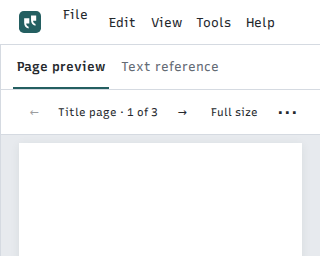 File Edit View Tools Help
Page preview Text reference
← Title page · 1 of 3 → Full size ...